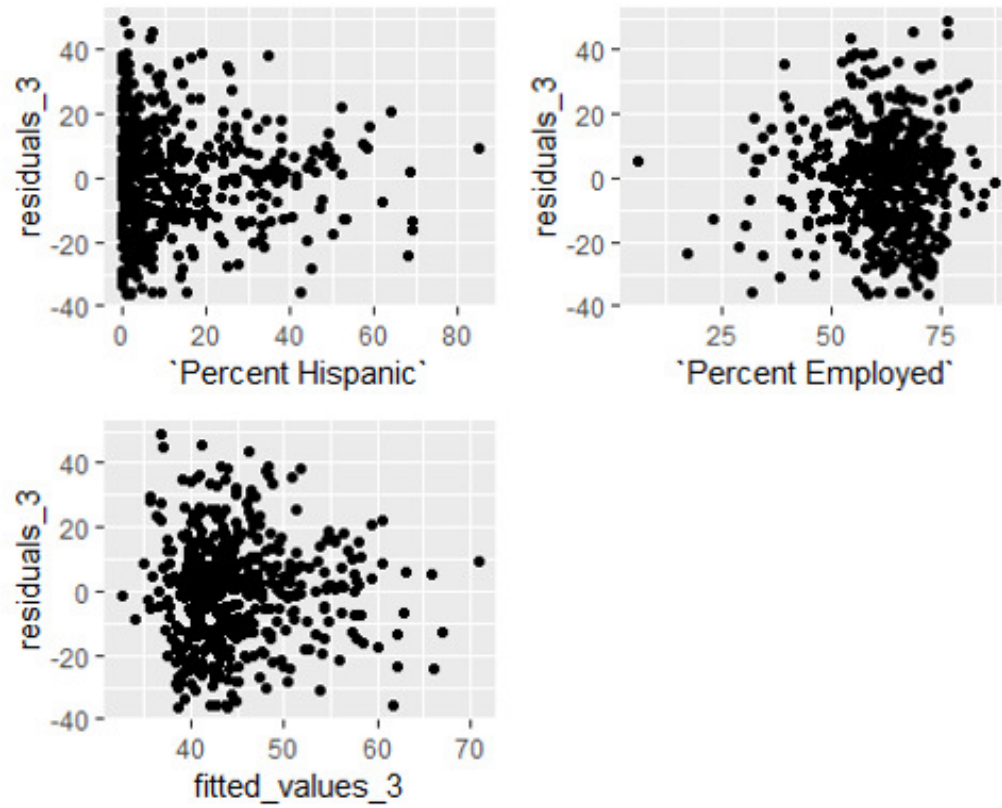 residuals_3
40
20
0
-20
-40
0 20 40 60 80
`Percent Hispanic`
residuals_3
40
20
0
-20
-40
25 50 75
`Percent Employed`
residuals_3
40
20
0
-20
-40
40 50 60 70
fitted_values_3